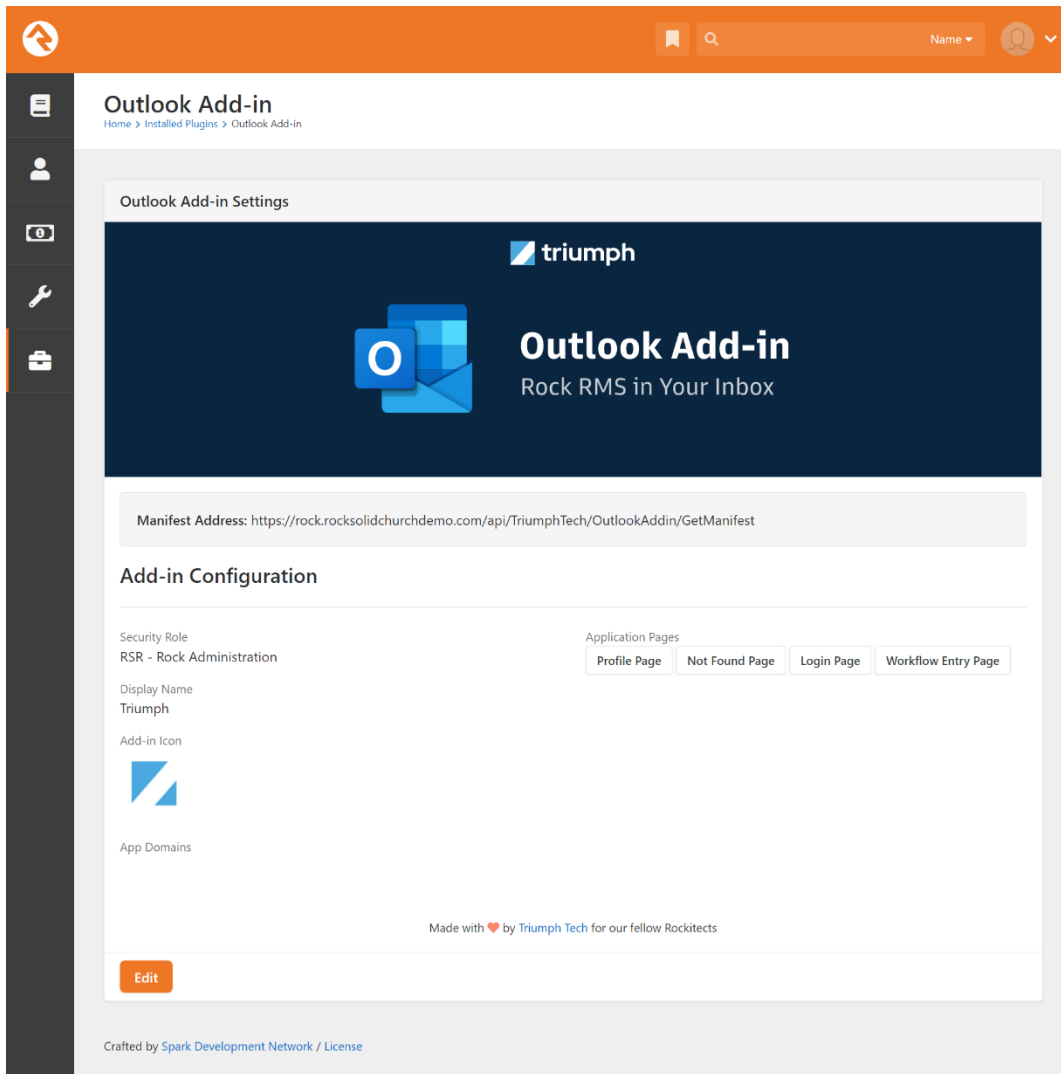 Name
Outlook Add-in
Home > Installed Plugins > Outlook Add-in
Outlook Add-in Settings
triumph
O
Outlook Add-in
Rock RMS in Your Inbox
Manifest Address: https://rock.rocksolidchurchdemo.com/api/TriumphTech/OutlookAddin/GetManifest
Add-in Configuration
Security Role
RSR - Rock Administration
Application Pages
Profile Page Not Found Page Login Page Workflow Entry Page
Display Name
Triumph
Add-in Icon
App Domains
Made with ❤ by Triumph Tech for our fellow Rockitects
Edit
Crafted by Spark Development Network / License